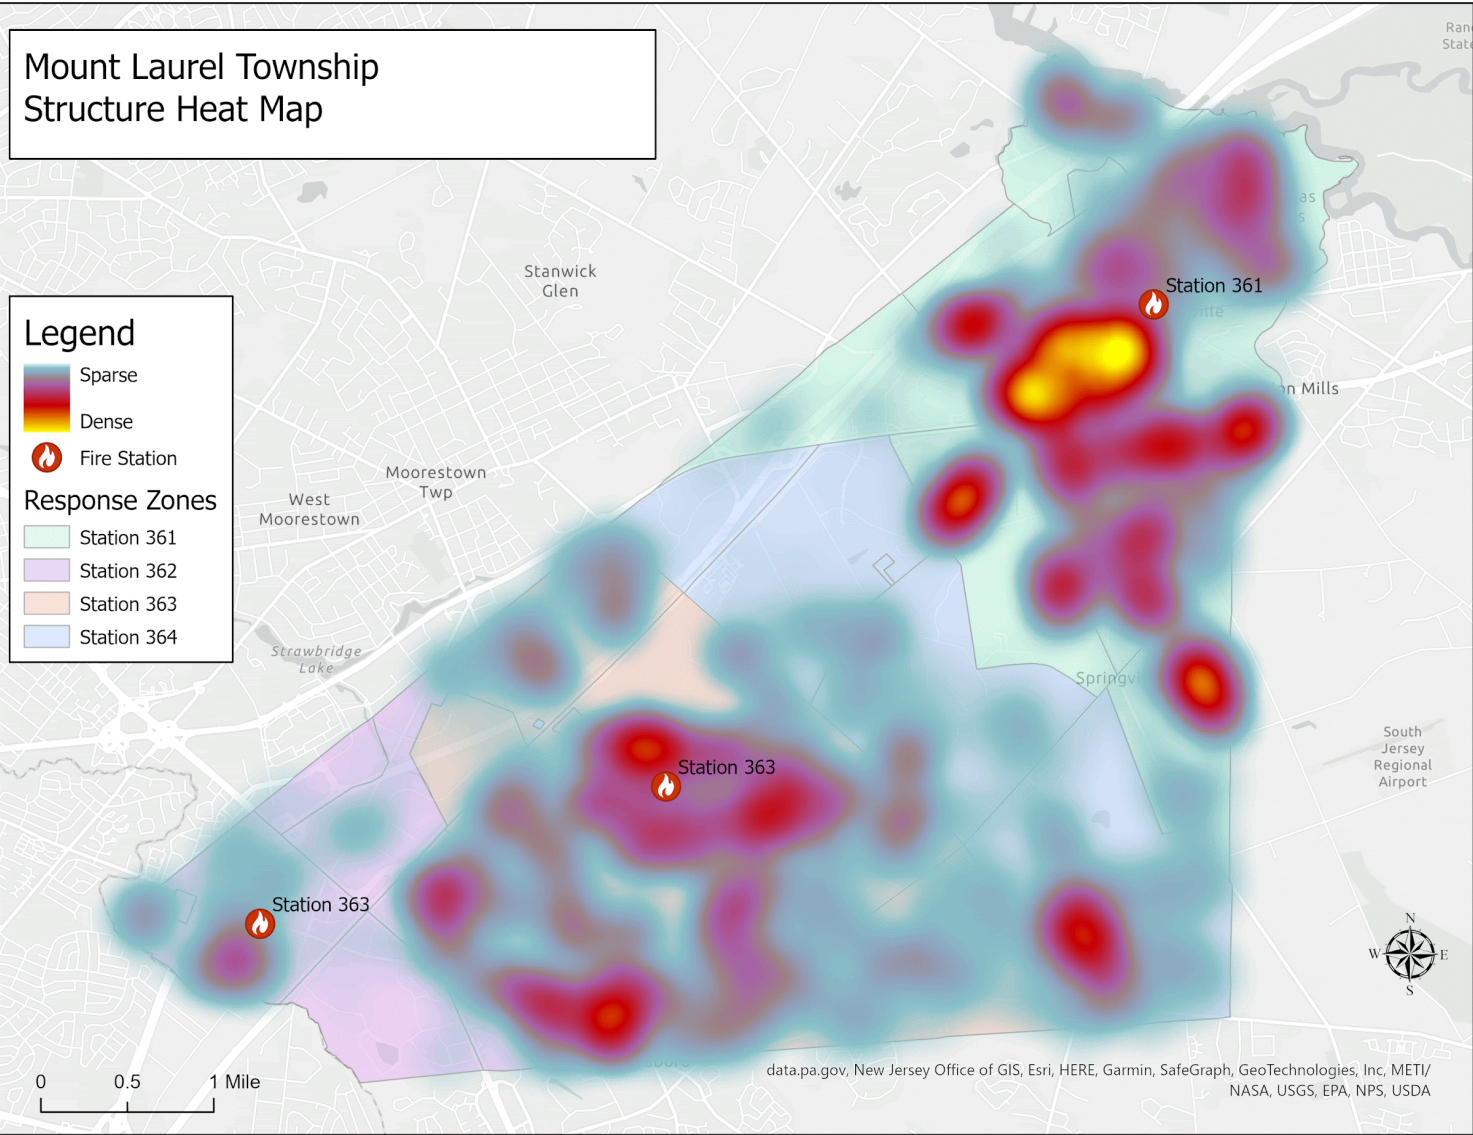 Mount Laurel Township
Structure Heat Map
Stanwick
Glen
Station 361
Legend
Sparse
Dense
Fire Station
Response Zones
Station 361
Station 362
Station 363
Station 364
Moorestown
Twp
West
Moorestown
Strawbridge
Lake
on Mills
Springvi
South
Jersey
Regional
Airport
Station 363
Station 363
N
W E
S
0 0.5 1 Mile
data.pa.gov, New Jersey Office of GIS, Esri, HERE, Garmin, SafeGraph, GeoTechnologies, Inc, METI/
NASA, USGS, EPA, NPS, USDA